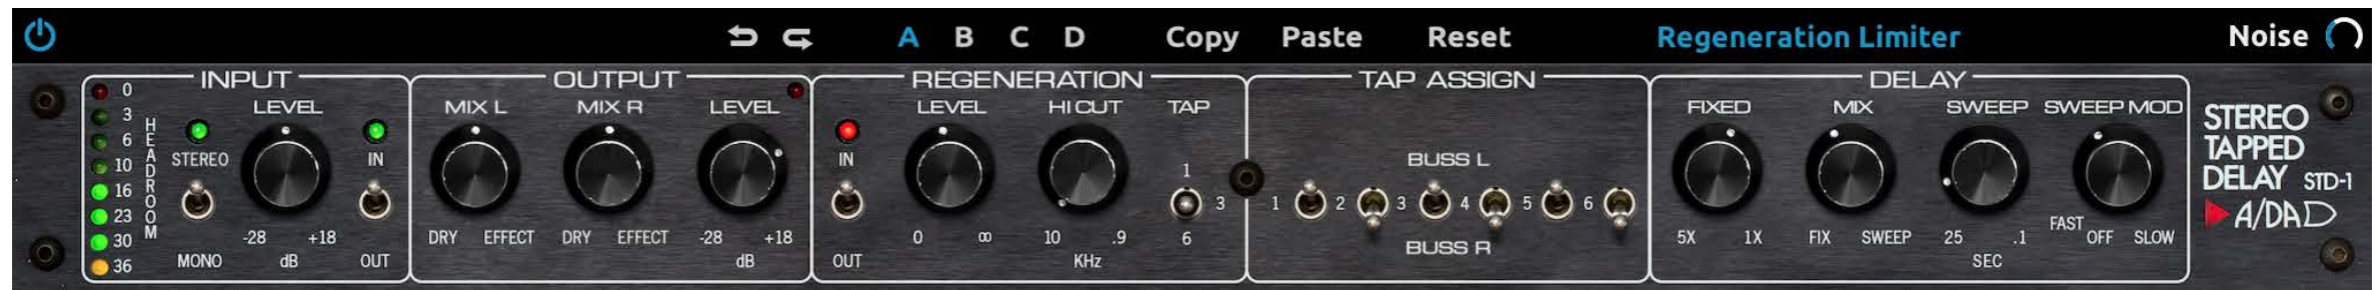 A B C D Copy Paste Reset Regeneration Limiter Noise
INPUT OUTPUT REGENERATION TAP ASSIGN DELAY
0
3
6
10
16
23
30
36
HEADROOM
STEREO
MONO
LEVEL
-28 +18
dB
IN
OUT
MIX L
DRY EFFECT
MIX R
DRY EFFECT
LEVEL
-28 +18
dB
IN
OUT
LEVEL
0 ∞
HI CUT
10 .9
KHz
TAP
1
3
6
BUSS L
1 2 3 4 5 6
BUSS R
FIXED
5X 1X
MIX
FIX SWEEP
SWEEP
25 .1
SEC
SWEEP MOD
FAST OFF SLOW
STEREO
TAPPED
DELAY STD-1
A/DA